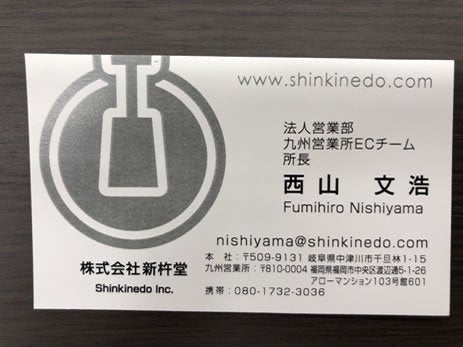 www.shinkinedo.com
法人営業部
九州営業所ECチーム
所長
西山 文浩
Fumihiro Nishiyama
nishiyama@shinkinedo.com
株式会社新杵堂
Shinkinedo Inc.
本 社：〒509-9131 岐阜県中津川市千旦林1-15
九州営業所：〒810-0004 福岡県福岡市中央区渡辺通5-1-26
アローマンション103号館601
携帯：080-1732-3036